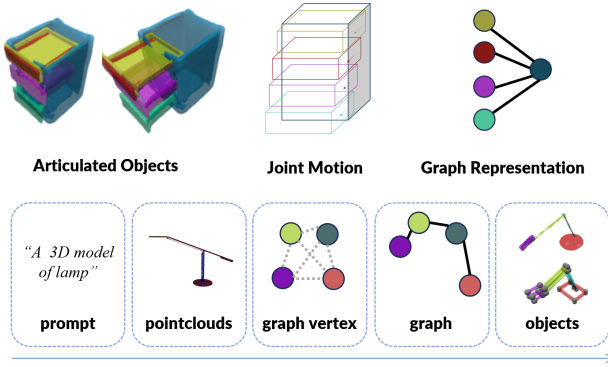 Articulated Objects
Joint Motion
Graph Representation
“A 3D model
of lamp”
prompt
pointclouds
graph vertex
graph
objects